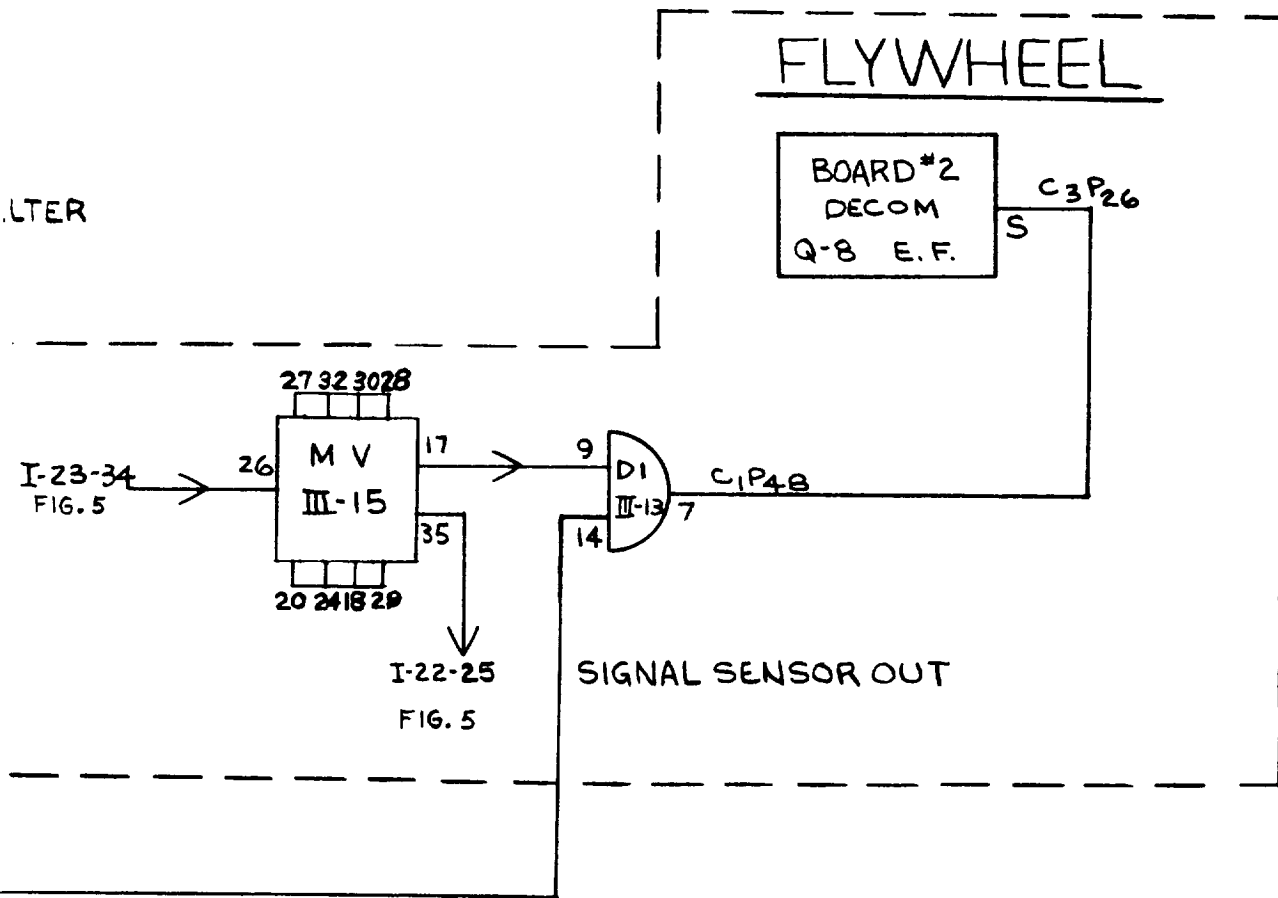 FLYWHEEL
BOARD #2
DECOM
Q-8 E.F.
S
C3P26
.LTER
27 32 30 28
I-23-34
FIG. 5
26
M V
III-15
17
35
20 24 18 29
9
14
D1
III-13
7
C1P48
I-22-25
FIG. 5
SIGNAL SENSOR OUT